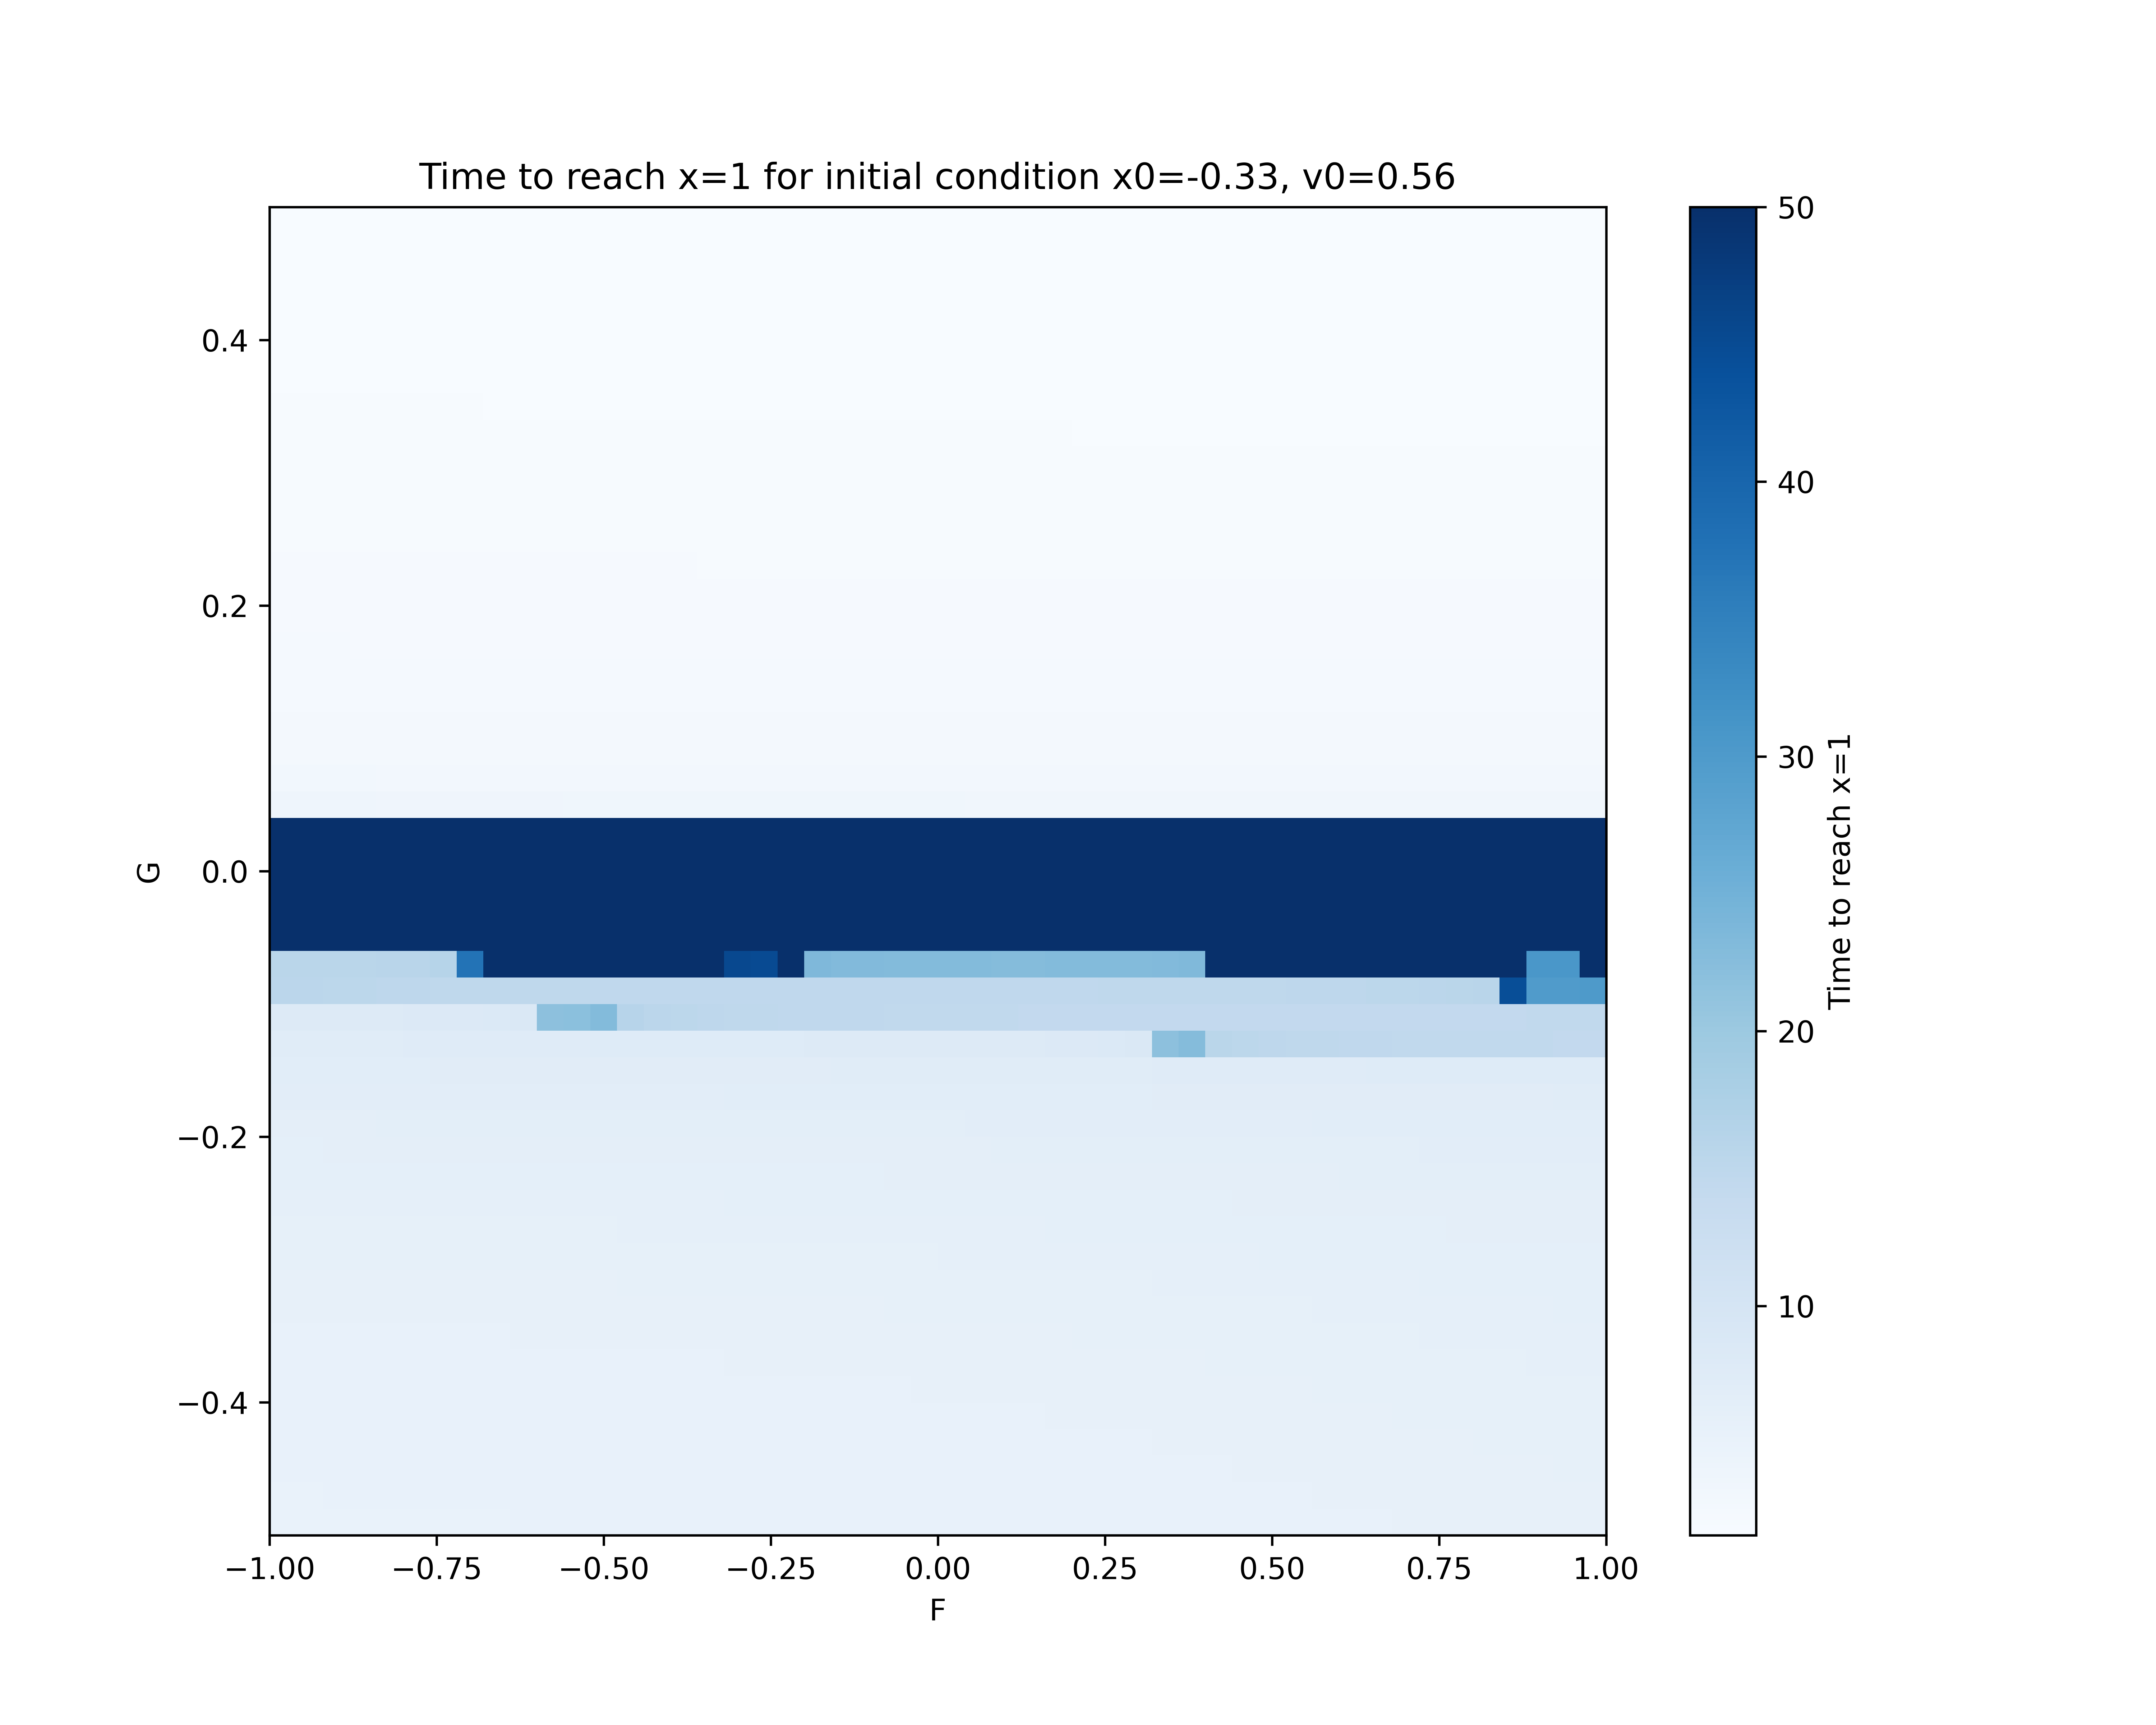 Time to reach x=1 for initial condition x0=-0.33, v0=0.56
G
0.4
0.2
0.0
−0.2
−0.4
−1.00 −0.75 −0.50 −0.25 0.00 0.25 0.50 0.75 1.00
F
50
40
30
20
10
Time to reach x=1